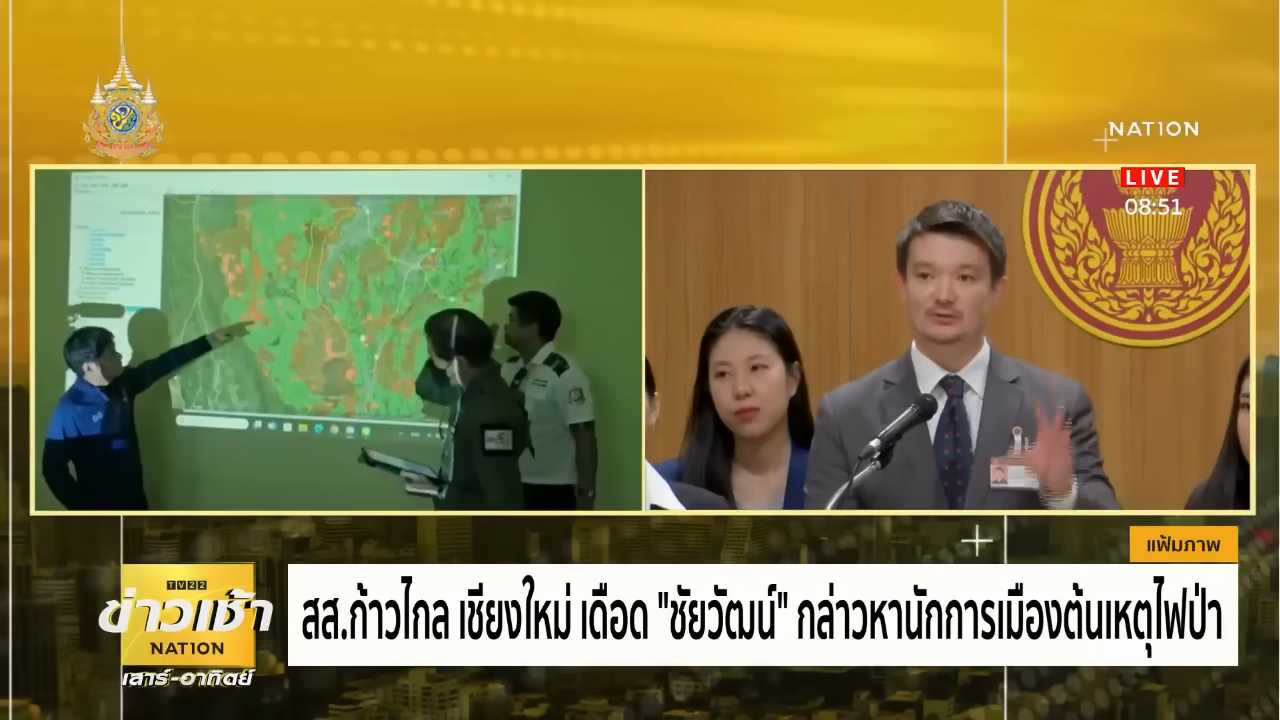 NATION
LIVE
08:51
แฟ้มภาพ
TV22
ข่าวเช้า
NATION
เสาร์-อาทิตย์
สส.ก้าวไกล เชียงใหม่ เดือด "ชัยวัฒน์" กล่าวหานักการเมืองต้นเหตุไฟป่า